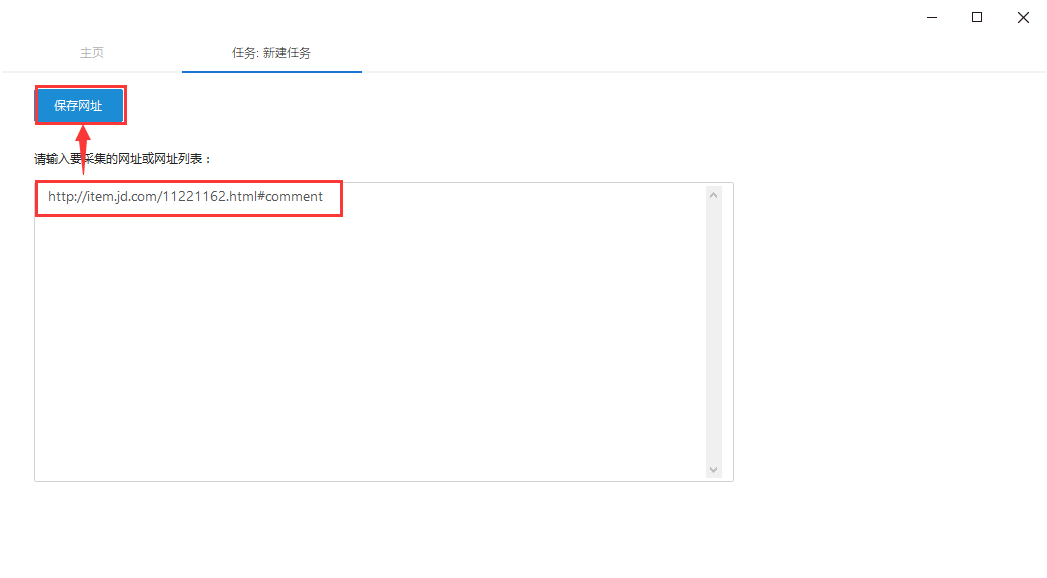 主页
任务: 新建任务
保存网址
请输入要采集的网址或网址列表：
http://item.jd.com/11221162.html#comment